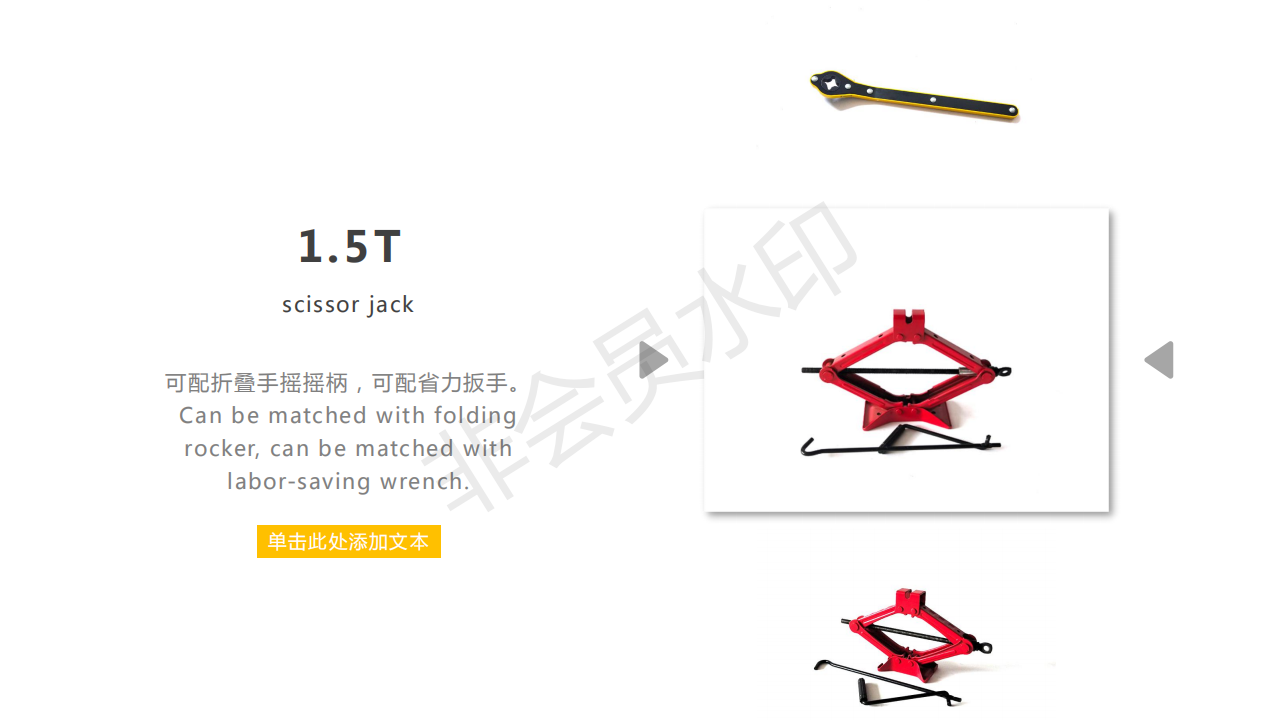 1.5T
scissor jack
可配折叠手摇摇柄，可配省力扳手。
Can be matched with folding
rocker, can be matched with
labor-saving wrench.
单击此处添加文本
非会员水印